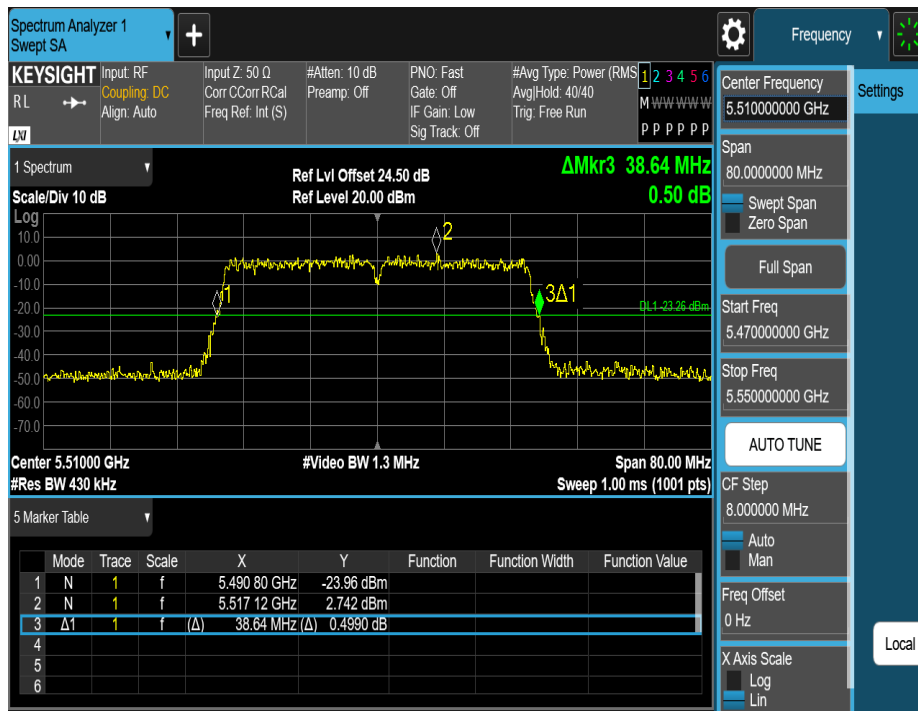 Spectrum Analyzer 1
Swept SA
Frequency
KEYSIGHT
RL
LXI
Input: RF
Coupling: DC
Align: Auto
Input Z: 50 Ω
Corr CCorr RCal
Freq Ref: Int (S)
#Atten: 10 dB
Preamp: Off
PNO: Fast
Gate: Off
IF Gain: Low
Sig Track: Off
#Avg Type: Power (RMS
Avg|Hold: 40/40
Trig: Free Run
1 2 3 4 5 6
M W W W W W
P P P P P P
1 Spectrum
Scale/Div 10 dB
Ref Lvl Offset 24.50 dB
Ref Level 20.00 dBm
ΔMkr3 38.64 MHz
0.50 dB
Log
10.0
0.00
-10.0
-20.0
-30.0
-40.0
-50.0
-60.0
-70.0
1
2
3Δ1
DL1 -23.26 dBm
Center 5.51000 GHz
#Video BW 1.3 MHz
Span 80.00 MHz
#Res BW 430 kHz
Sweep 1.00 ms (1001 pts)
5 Marker Table
Mode Trace Scale X Y Function Function Width Function Value
1 N 1 f 5.490 80 GHz -23.96 dBm
2 N 1 f 5.517 12 GHz 2.742 dBm
3 Δ1 1 f (Δ) 38.64 MHz (Δ) 0.4990 dB
4
5
6
Center Frequency
5.510000000 GHz
Settings
Span
80.0000000 MHz
Swept Span
Zero Span
Full Span
Start Freq
5.470000000 GHz
Stop Freq
5.550000000 GHz
AUTO TUNE
CF Step
8.000000 MHz
Auto
Man
Freq Offset
0 Hz
Local
X Axis Scale
Log
Lin